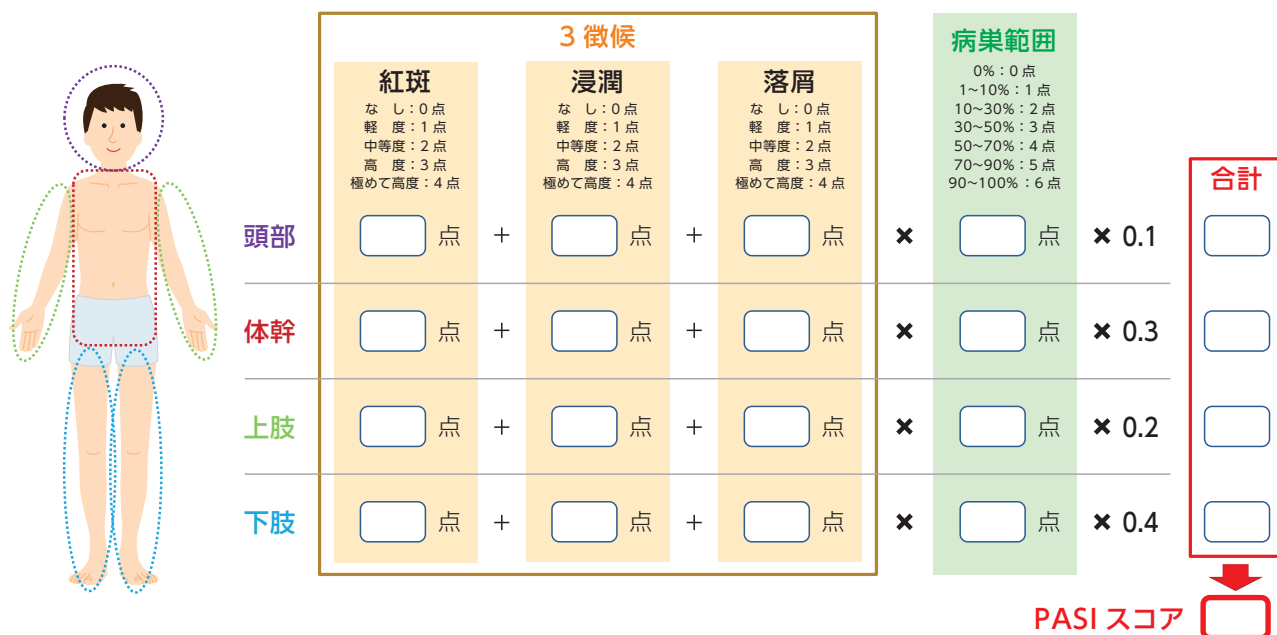 3徴候
紅斑
な し:0点
軽 度:1点
中等度:2点
高 度:3点
極めて高度:4点
浸潤
な し:0点
軽 度:1点
中等度:2点
高 度:3点
極めて高度:4点
落屑
な し:0点
軽 度:1点
中等度:2点
高 度:3点
極めて高度:4点
病巣範囲
0%:0点
1~10%:1点
10~30%:2点
30~50%:3点
50~70%:4点
70~90%:5点
90~100%:6点
合計
頭部 点 + 点 + 点 × 点 × 0.1
体幹 点 + 点 + 点 × 点 × 0.3
上肢 点 + 点 + 点 × 点 × 0.2
下肢 点 + 点 + 点 × 点 × 0.4
PASIスコア